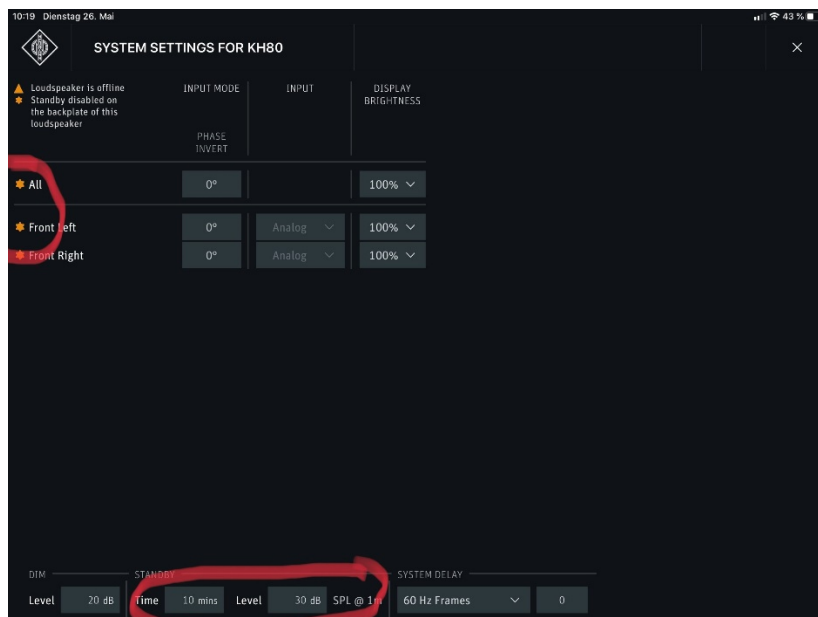 10:19 Dienstag 26. Mai
43 %
SYSTEM SETTINGS FOR KH80
Loudspeaker is offline
Standby disabled on
the backplate of this
loudspeaker
INPUT MODE
PHASE
INVERT
INPUT
DISPLAY
BRIGHTNESS
All 0° 100%
Front Left 0° Analog 100%
Front Right 0° Analog 100%
DIM STANDBY SYSTEM DELAY
Level 20 dB Time 10 mins Level 30 dB SPL @ 1m 60 Hz Frames 0